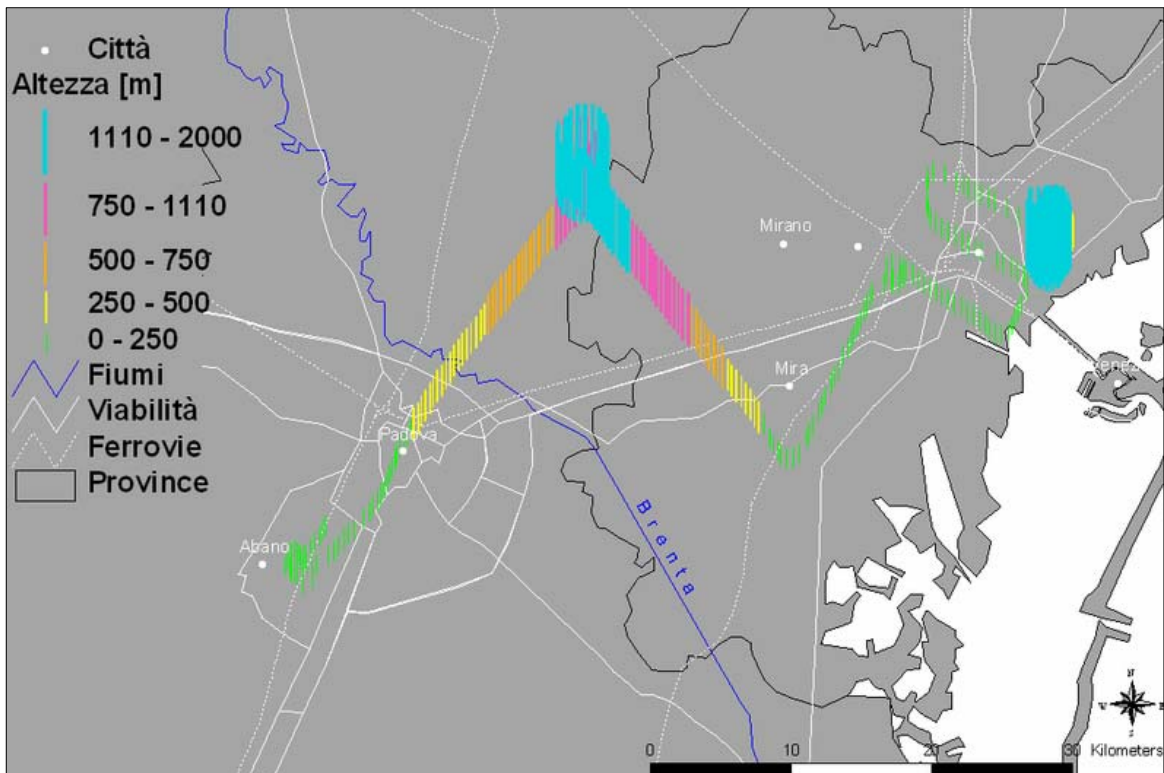 Città
Altezza [m]
1110 - 2000
750 - 1110
500 - 750
250 - 500
0 - 250
Fiumi
Viabilità
Ferrovie
Province
Mirano
Mira
Padova
Abano
Brenta
N
W
S
0 10 20 30 Kilometers